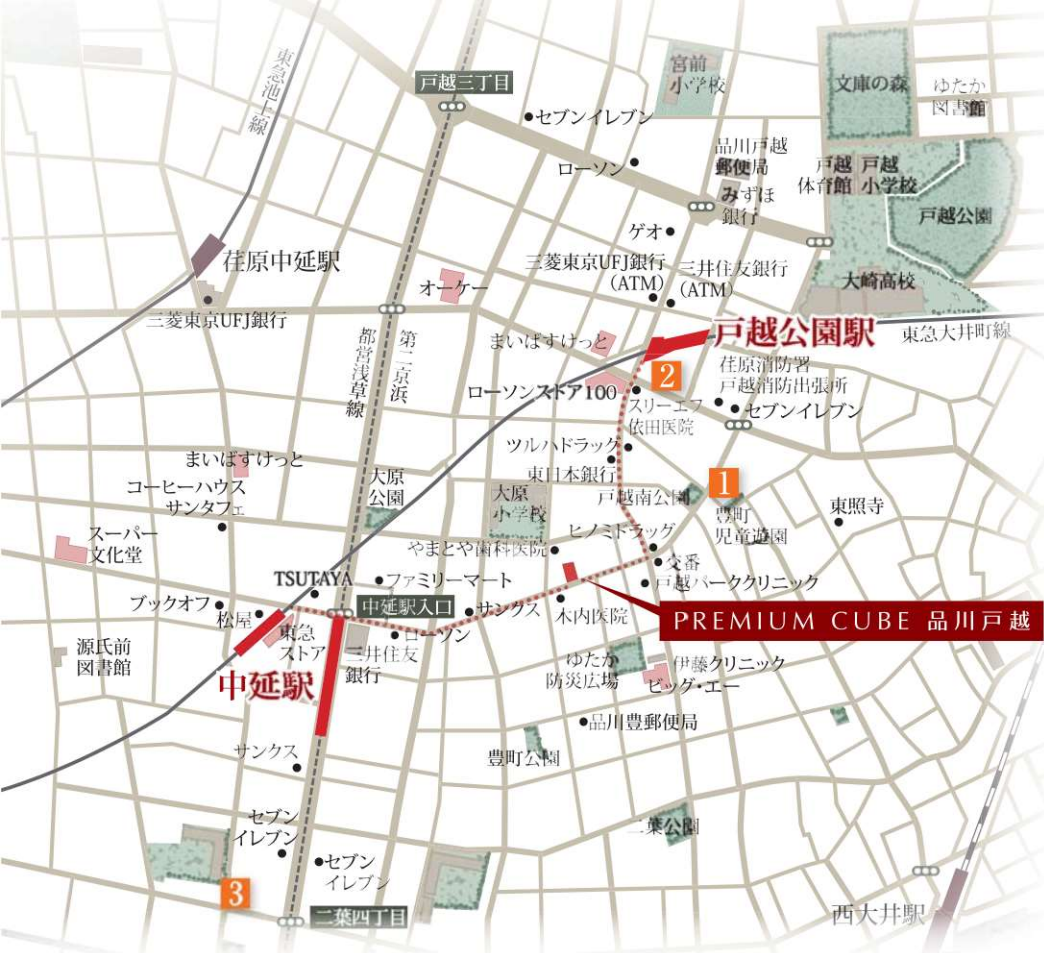 東急池上線
戸越三丁目
セブンイレブン
宮前
小学校
文庫の森
ゆたか
図書館
ローソン
品川戸越
郵便局
みずほ
銀行
戸越
体育館
戸越
小学校
戸越公園
ゲオ
荏原中延駅
三菱東京UFJ銀行
(ATM)
三井住友銀行
(ATM)
大崎高校
オーケー
三菱東京UFJ銀行
都営浅草線
第二京浜
まいばすけっと
戸越公園駅
東急大井町線
2
荏原消防署
戸越消防出張所
ローソンストア100
スリーエフ
依田医院
セブンイレブン
ツルハドラッグ
東日本銀行
まいばすけっと
コーヒーハウス
サンタフェ
大原
公園
大原
小学校
戸越南公園
1
豊町
児童遊園
東照寺
スーパー
文化堂
やまとや歯科医院
ヒノミドラッグ
交番
戸越パーククリニック
TSUTAYA
ファミリーマート
ブックオフ
松屋
中延駅入口
サンクス
木内医院
PREMIUM CUBE 品川戸越
東急
ストア
ローソン
三井住友
銀行
源氏前
図書館
中延駅
ゆたか
防災広場
伊藤クリニック
ビッグ・エー
品川豊郵便局
サンクス
豊町公園
セブン
イレブン
二葉公園
セブン
イレブン
3
二葉四丁目
西大井駅